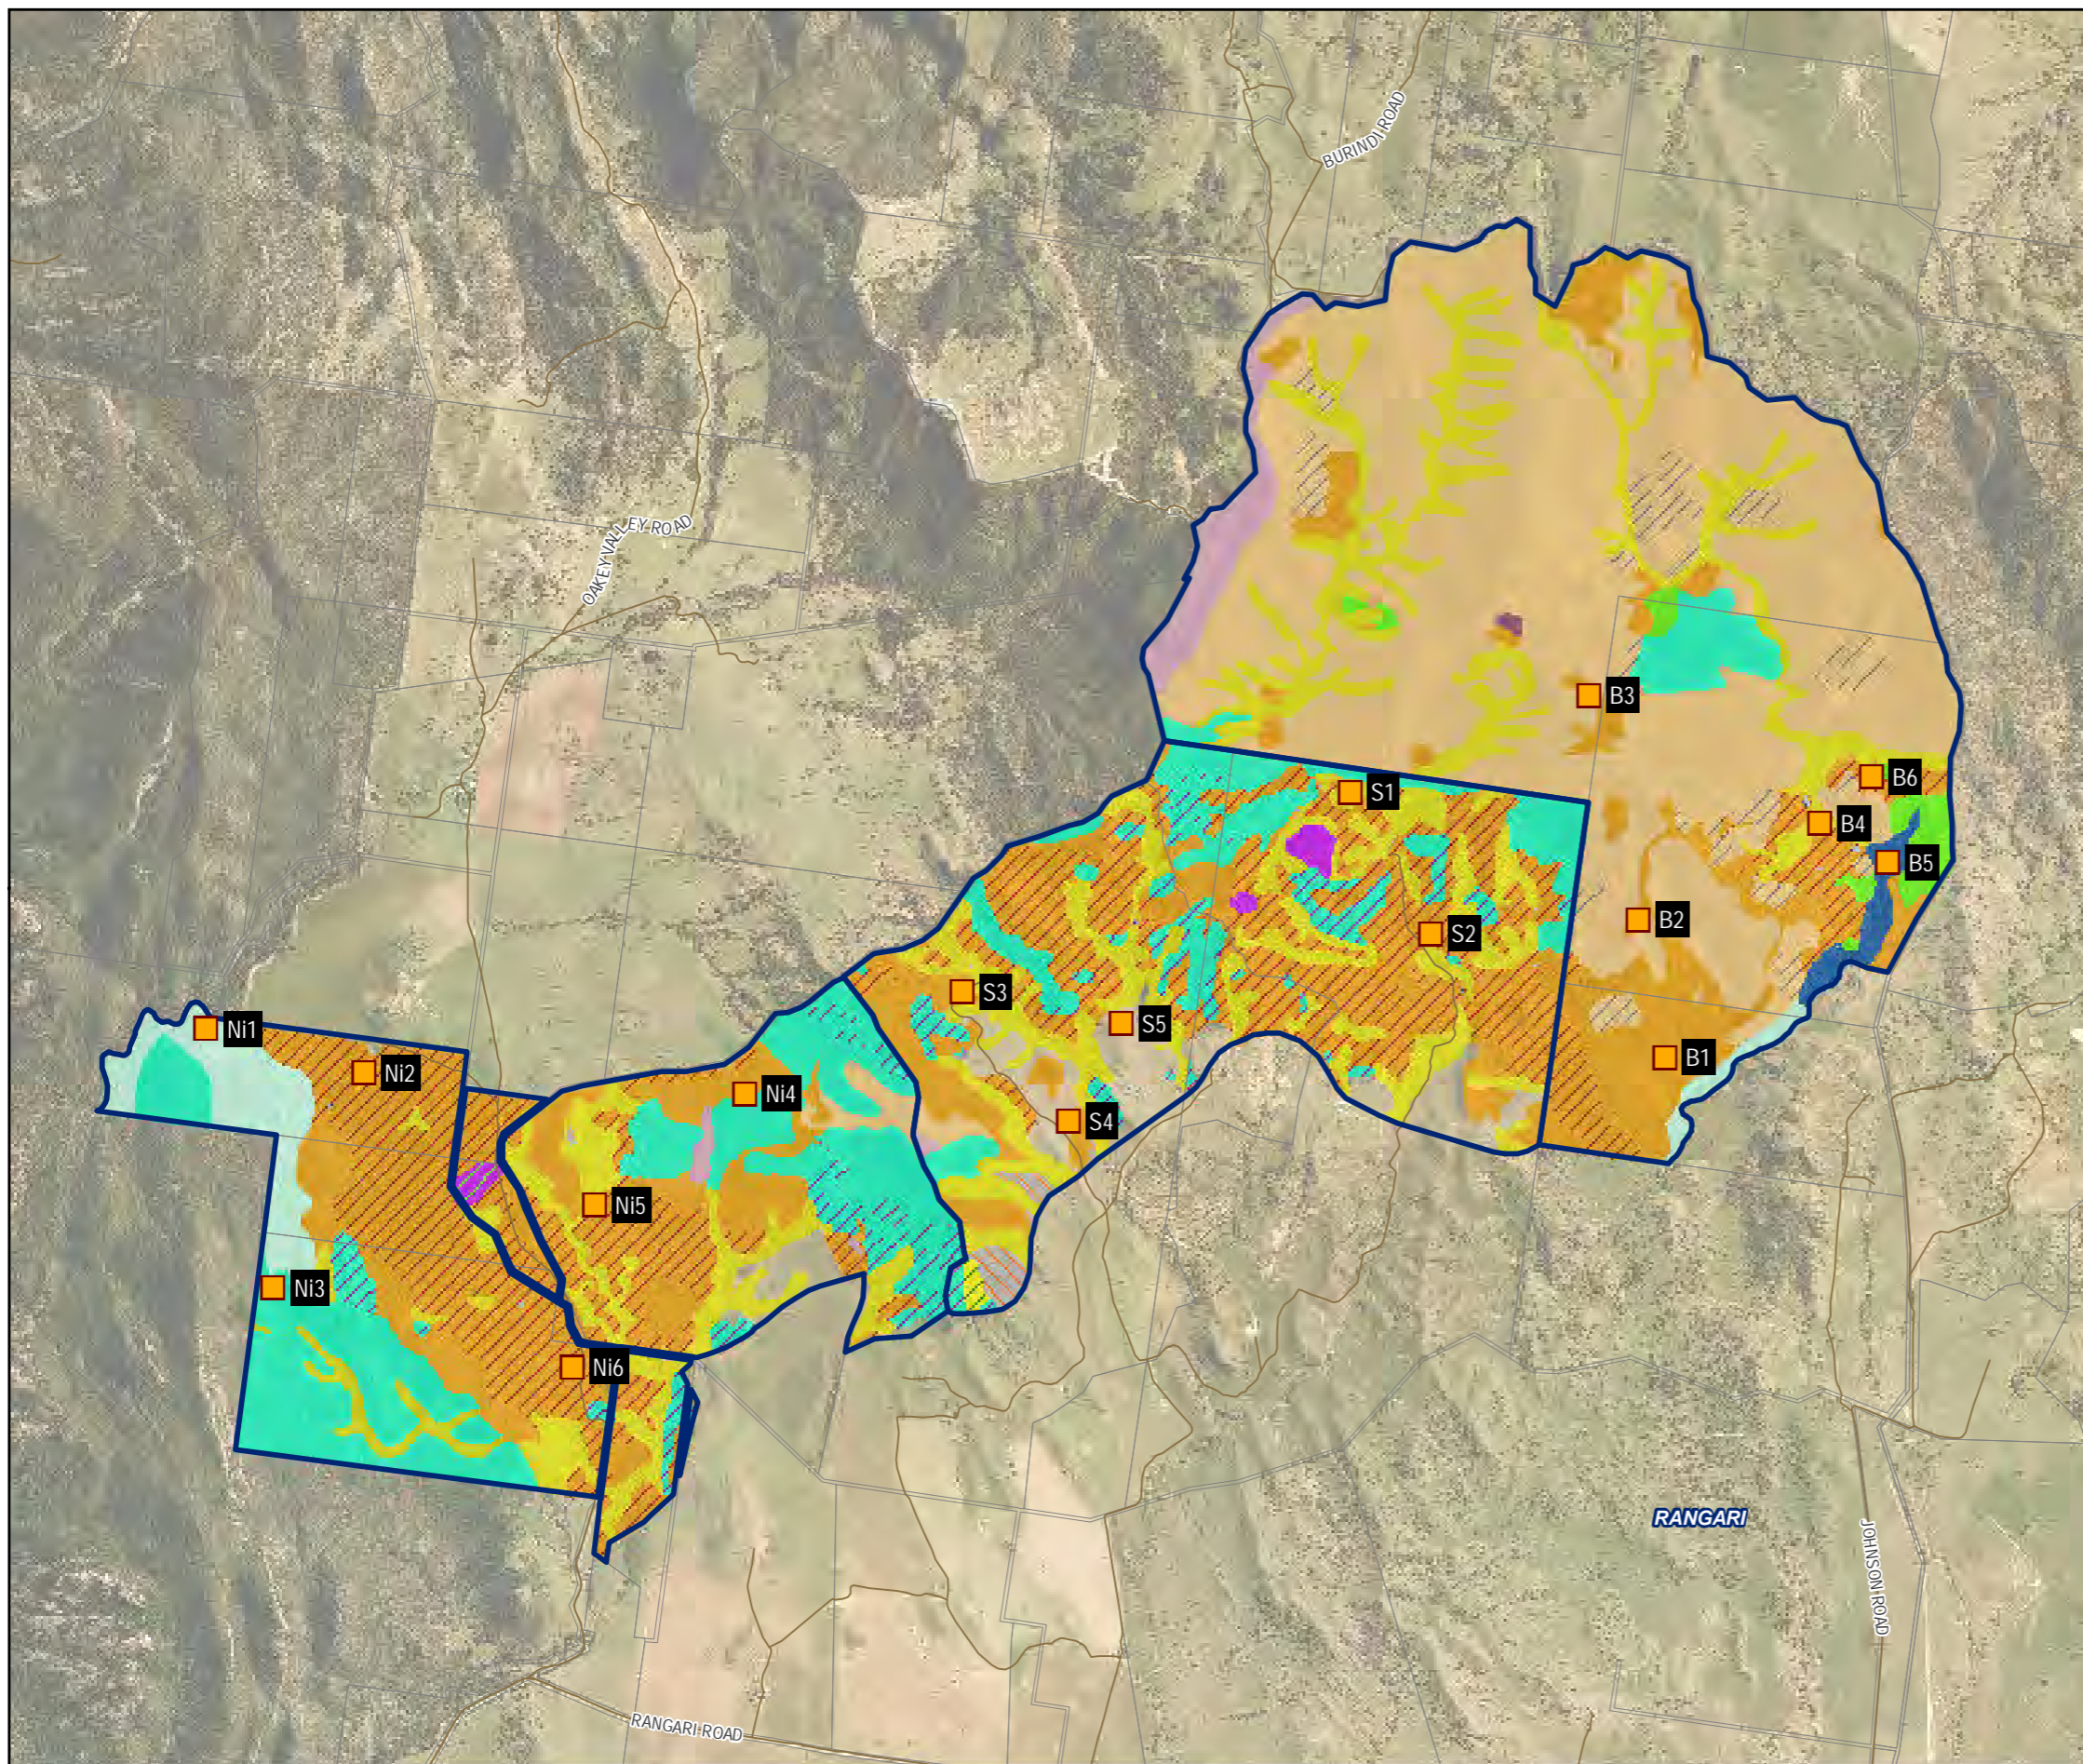 BURINDI ROAD
OAKEY VALLEY ROAD
B3
B6
S1
B4
B5
B2
S2
S3
S5
Ni1
B1
Ni2
Ni4
S4
Ni5
Ni3
Ni6
RANGARI
JOHNSON ROAD
RANGARI ROAD